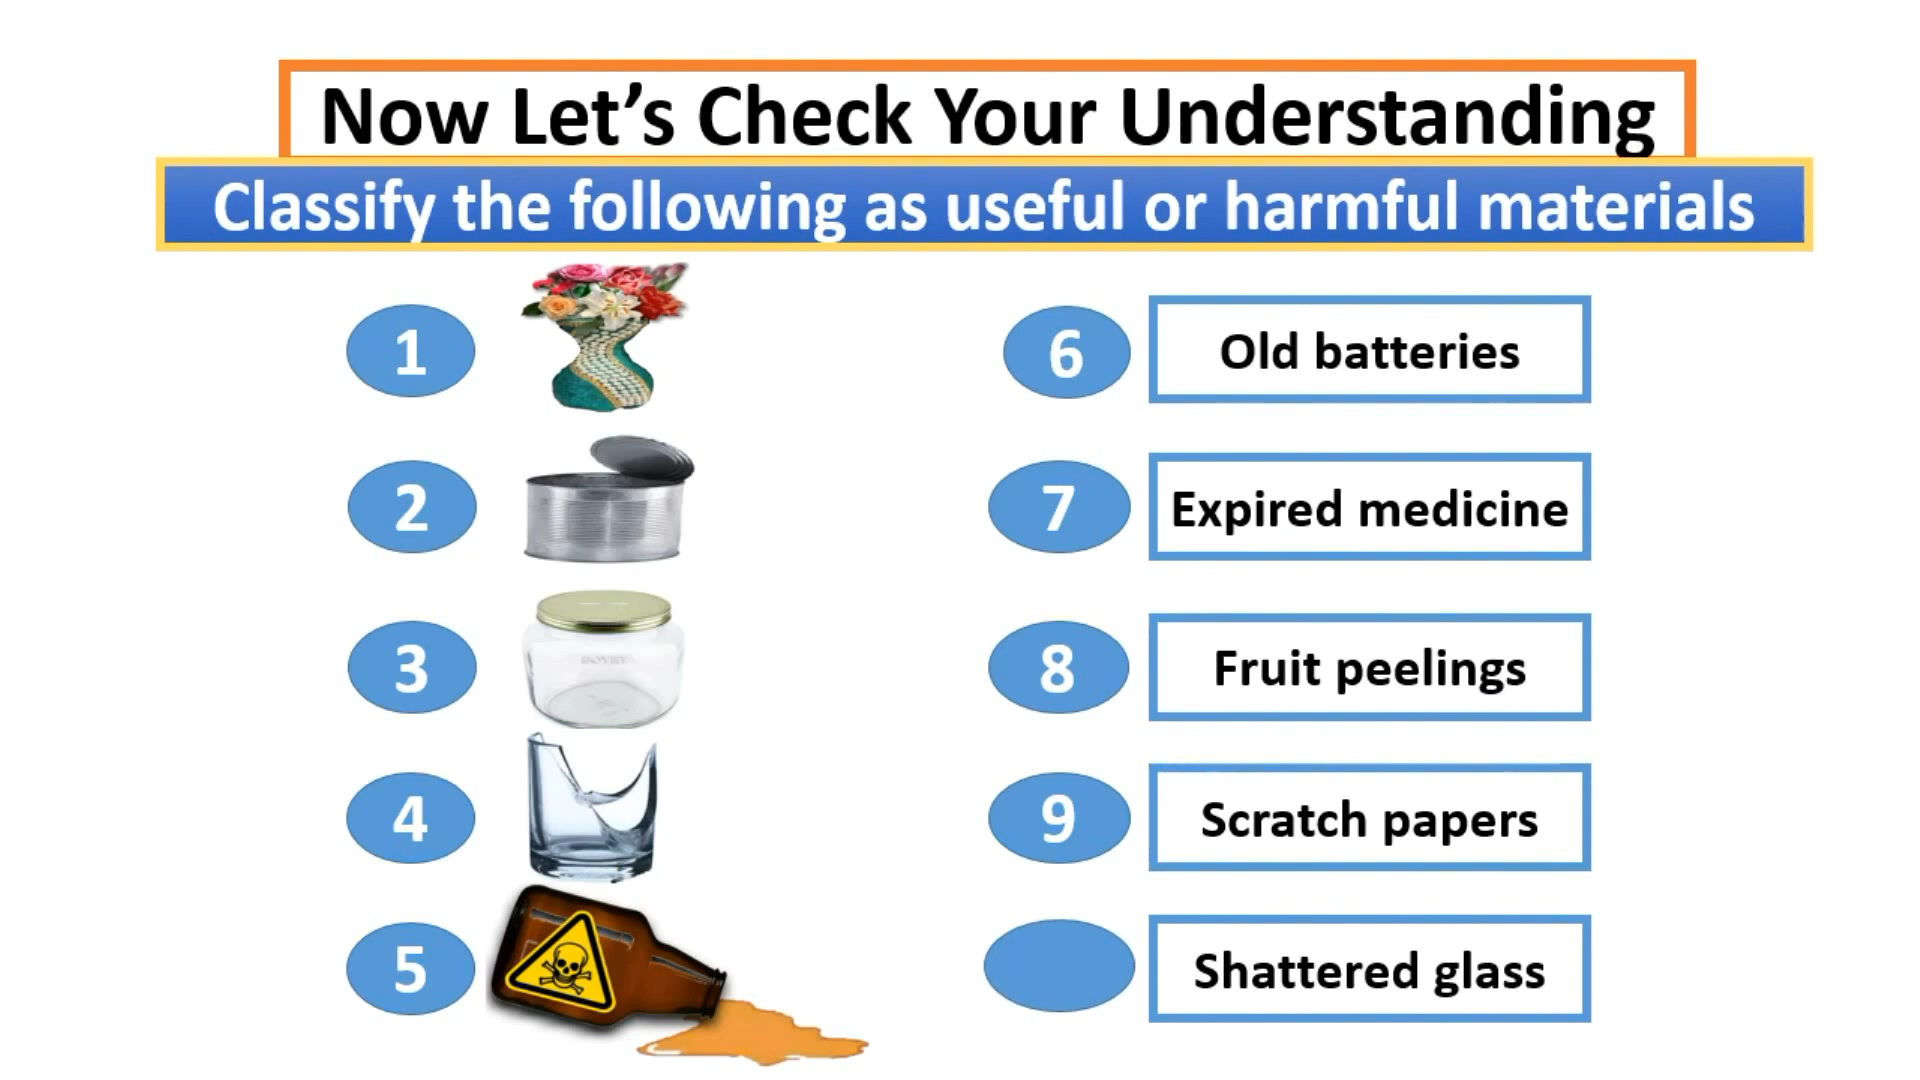 Now Let's Check Your Understanding
Classify the following as useful or harmful materials
1
2
3
4
5
6
Old batteries
7
Expired medicine
8
Fruit peelings
9
Scratch papers
Shattered glass